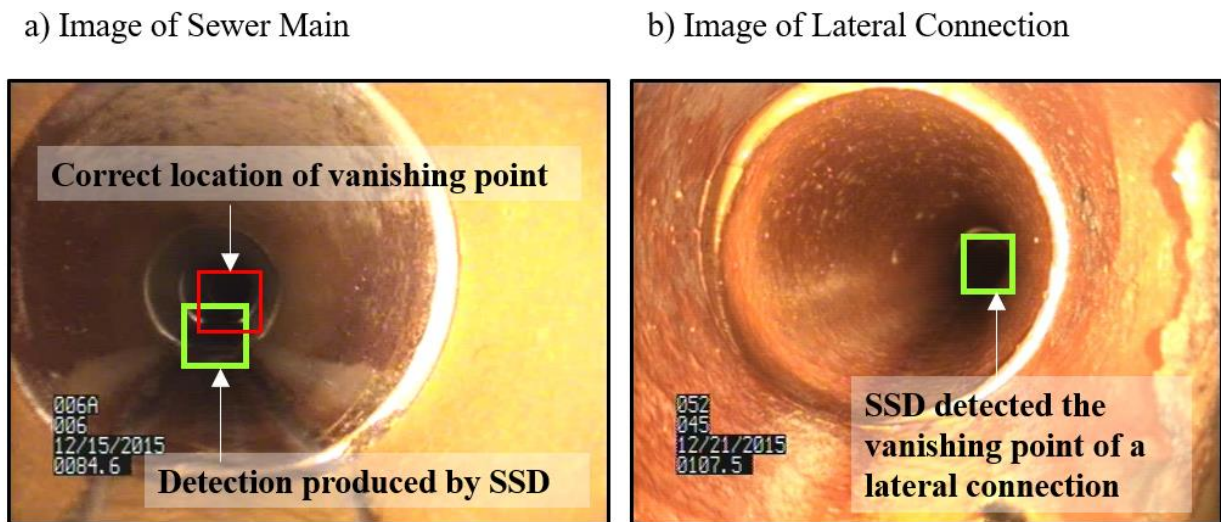 a) Image of Sewer Main
b) Image of Lateral Connection
Correct location of vanishing point
006A
006
12/15/2015
0084.6
Detection produced by SSD
052
045
12/21/2015
0107.5
SSD detected the
vanishing point of a
lateral connection